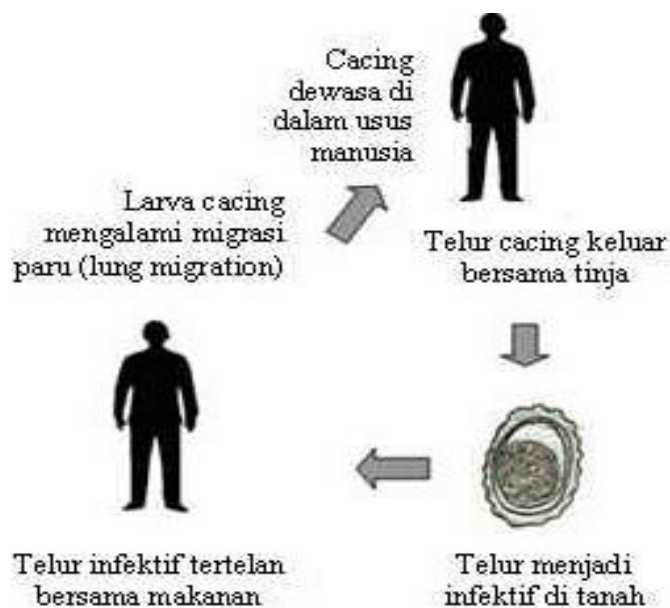 Cacing
dewasa di
dalam usus
manusia
Larva cacing
mengalami migrasi
paru (lung migration)
Telur cacing keluar
bersama tinja
Telur infektif tertelan
bersama makanan
Telur menjadi
infektif di tanah